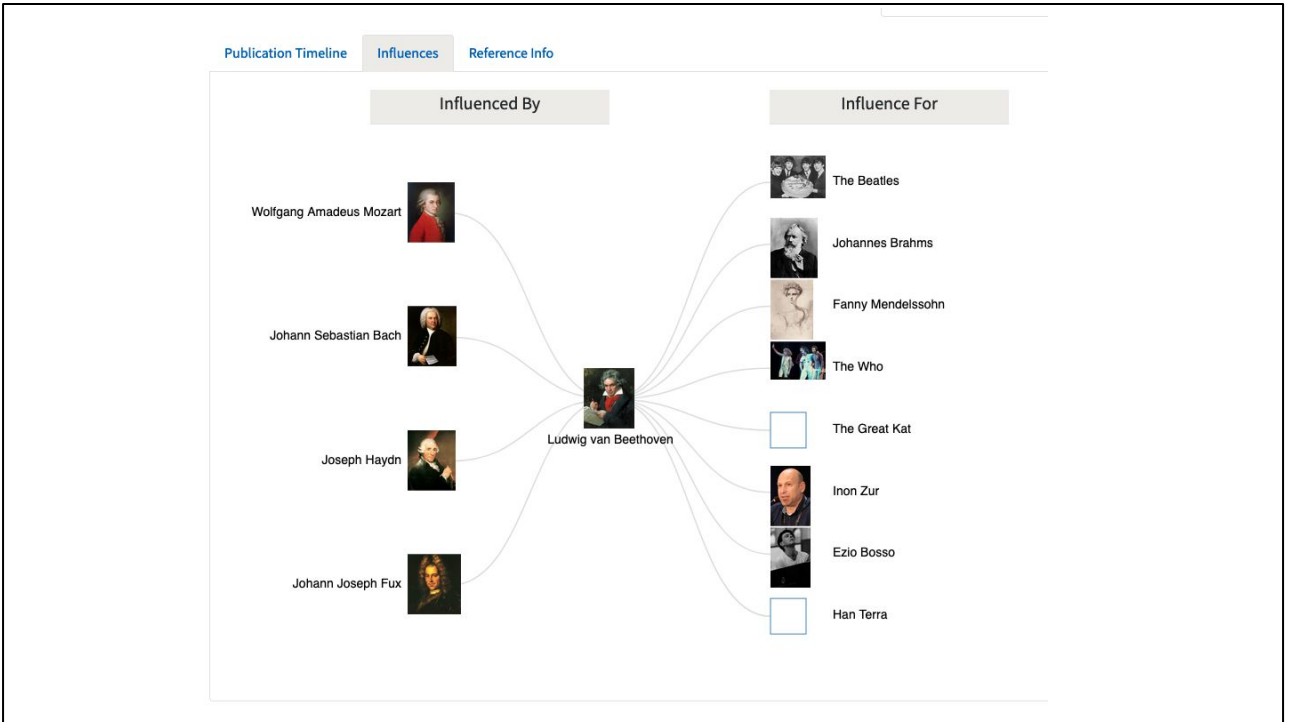 Publication Timeline Influences Reference Info
Influenced By
Influence For
Wolfgang Amadeus Mozart
Johann Sebastian Bach
Joseph Haydn
Johann Joseph Fux
Ludwig van Beethoven
The Beatles
Johannes Brahms
Fanny Mendelssohn
The Who
The Great Kat
Inon Zur
Ezio Bosso
Han Terra